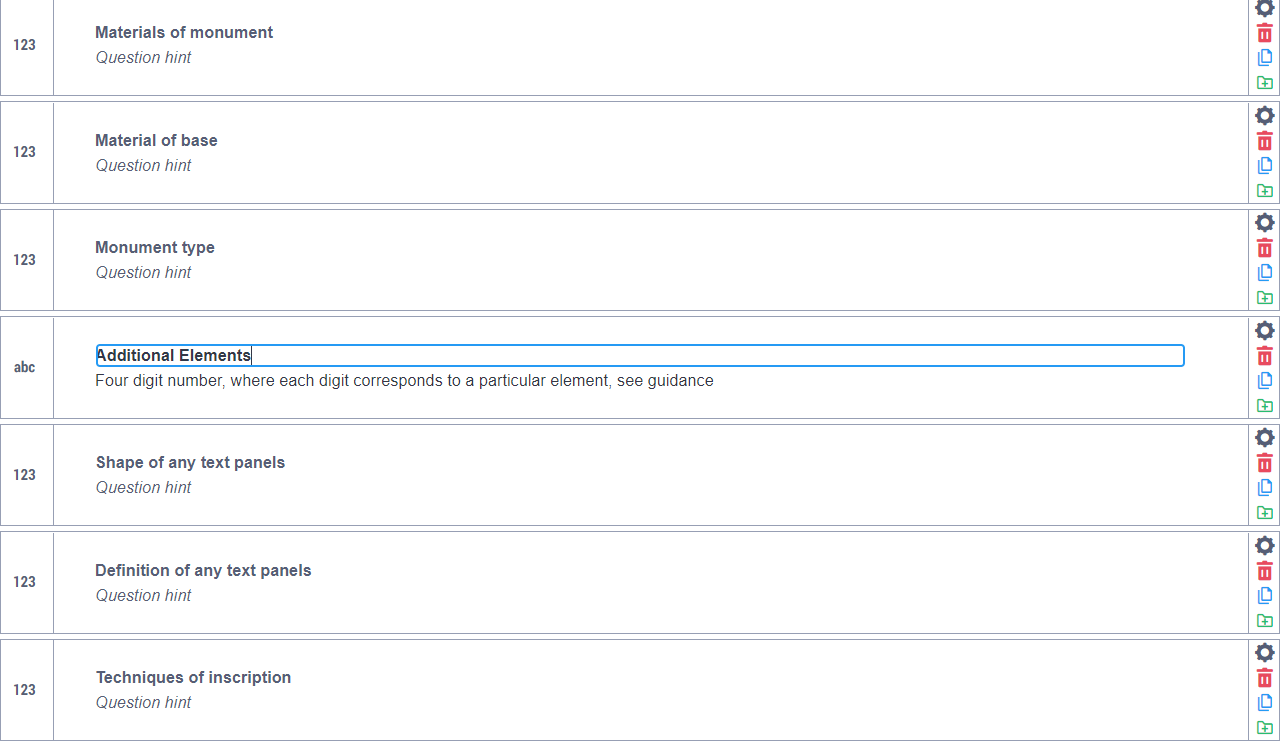 Materials of monument
123
Question hint
Material of base
123
Question hint
Monument type
123
Question hint
Additional Elements
abc
Four digit number, where each digit corresponds to a particular element, see guidance
Shape of any text panels
123
Question hint
Definition of any text panels
123
Question hint
Techniques of inscription
123
Question hint